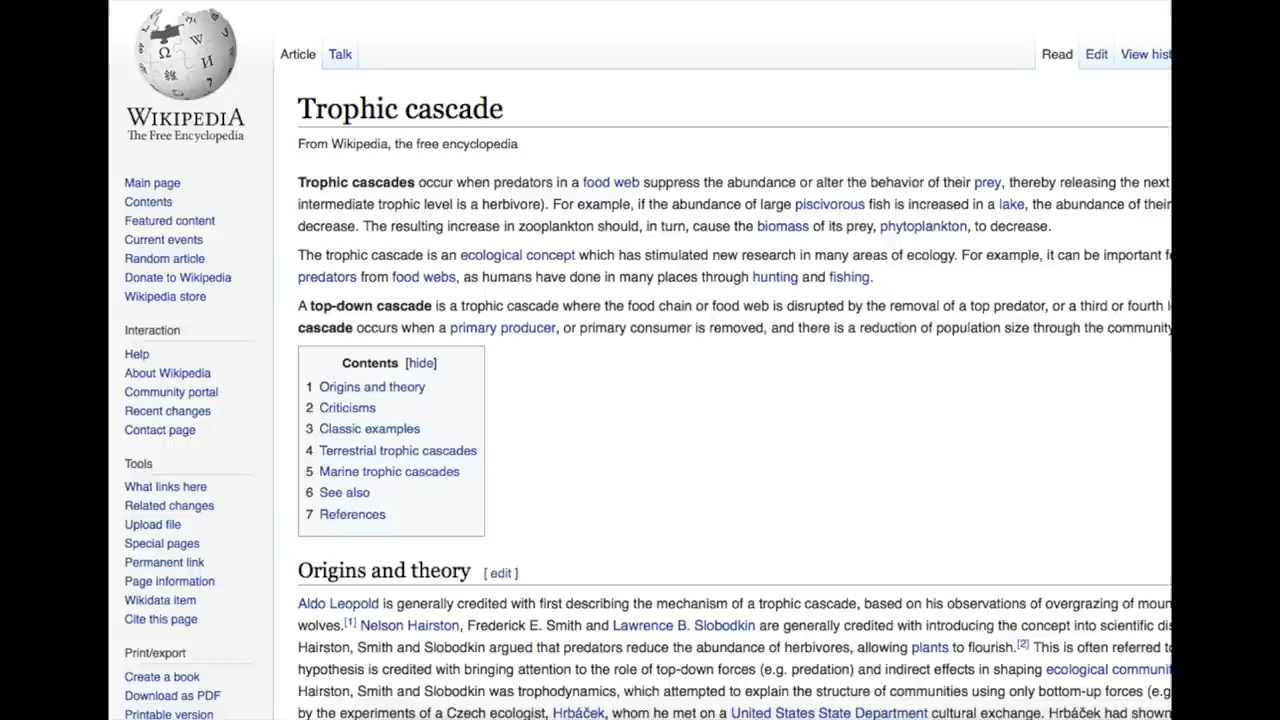 WIKIPEDIA
The Free Encyclopedia
Main page
Contents
Featured content
Current events
Random article
Donate to Wikipedia
Wikipedia store
Interaction
Help
About Wikipedia
Community portal
Recent changes
Contact page
Tools
What links here
Related changes
Upload file
Special pages
Permanent link
Page information
Wikidata item
Cite this page
Print/export
Create a book
Download as PDF
Printable version
Article Talk Read Edit View hist
Trophic cascade
From Wikipedia, the free encyclopedia
Trophic cascades occur when predators in a food web suppress the abundance or alter the behavior of their prey, thereby releasing the next
intermediate trophic level is a herbivore). For example, if the abundance of large piscivorous fish is increased in a lake, the abundance of their
decrease. The resulting increase in zooplankton should, in turn, cause the biomass of its prey, phytoplankton, to decrease.
The trophic cascade is an ecological concept which has stimulated new research in many areas of ecology. For example, it can be important
predators from food webs, as humans have done in many places through hunting and fishing.
A top-down cascade is a trophic cascade where the food chain or food web is disrupted by the removal of a top predator, or a third or fourth
cascade occurs when a primary producer, or primary consumer is removed, and there is a reduction of population size through the community
Contents [hide]
1 Origins and theory
2 Criticisms
3 Classic examples
4 Terrestrial trophic cascades
5 Marine trophic cascades
6 See also
7 References
Origins and theory [ edit ]
Aldo Leopold is generally credited with first describing the mechanism of a trophic cascade, based on his observations of overgrazing of moun
wolves.[1] Nelson Hairston, Frederick E. Smith and Lawrence B. Slobodkin are generally credited with introducing the concept into scientific dis
Hairston, Smith and Slobodkin argued that predators reduce the abundance of herbivores, allowing plants to flourish.[2] This is often referred to
hypothesis is credited with bringing attention to the role of top-down forces (e.g. predation) and indirect effects in shaping ecological communit
Hairston, Smith and Slobodkin was trophodynamics, which attempted to explain the structure of communities using only bottom-up forces (e.g
by the experiments of a Czech ecologist, Hrbáček, whom he met on a United States State Department cultural exchange. Hrbáček had shown